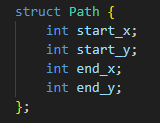 struct Path {
    int start_x;
    int start_y;
    int end_x;
    int end_y;
};